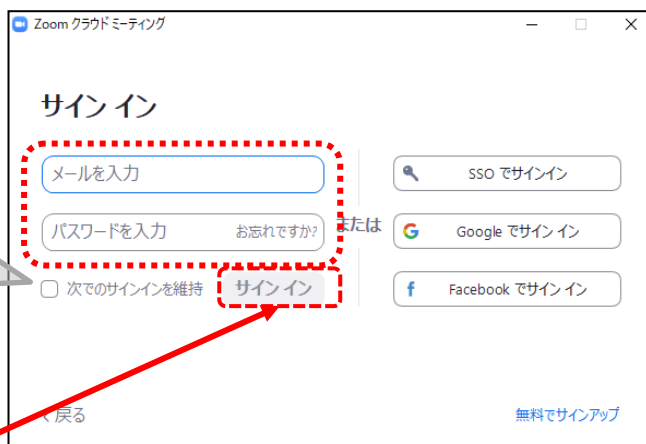 Zoom クラウド ミーティング
サイン イン
メールを入力
パスワードを入力 お忘れですか?
次でのサインインを維持 サイン イン
または
SSO でサインイン
Google でサイン イン
Facebook でサイン イン
戻る
無料でサインアップ